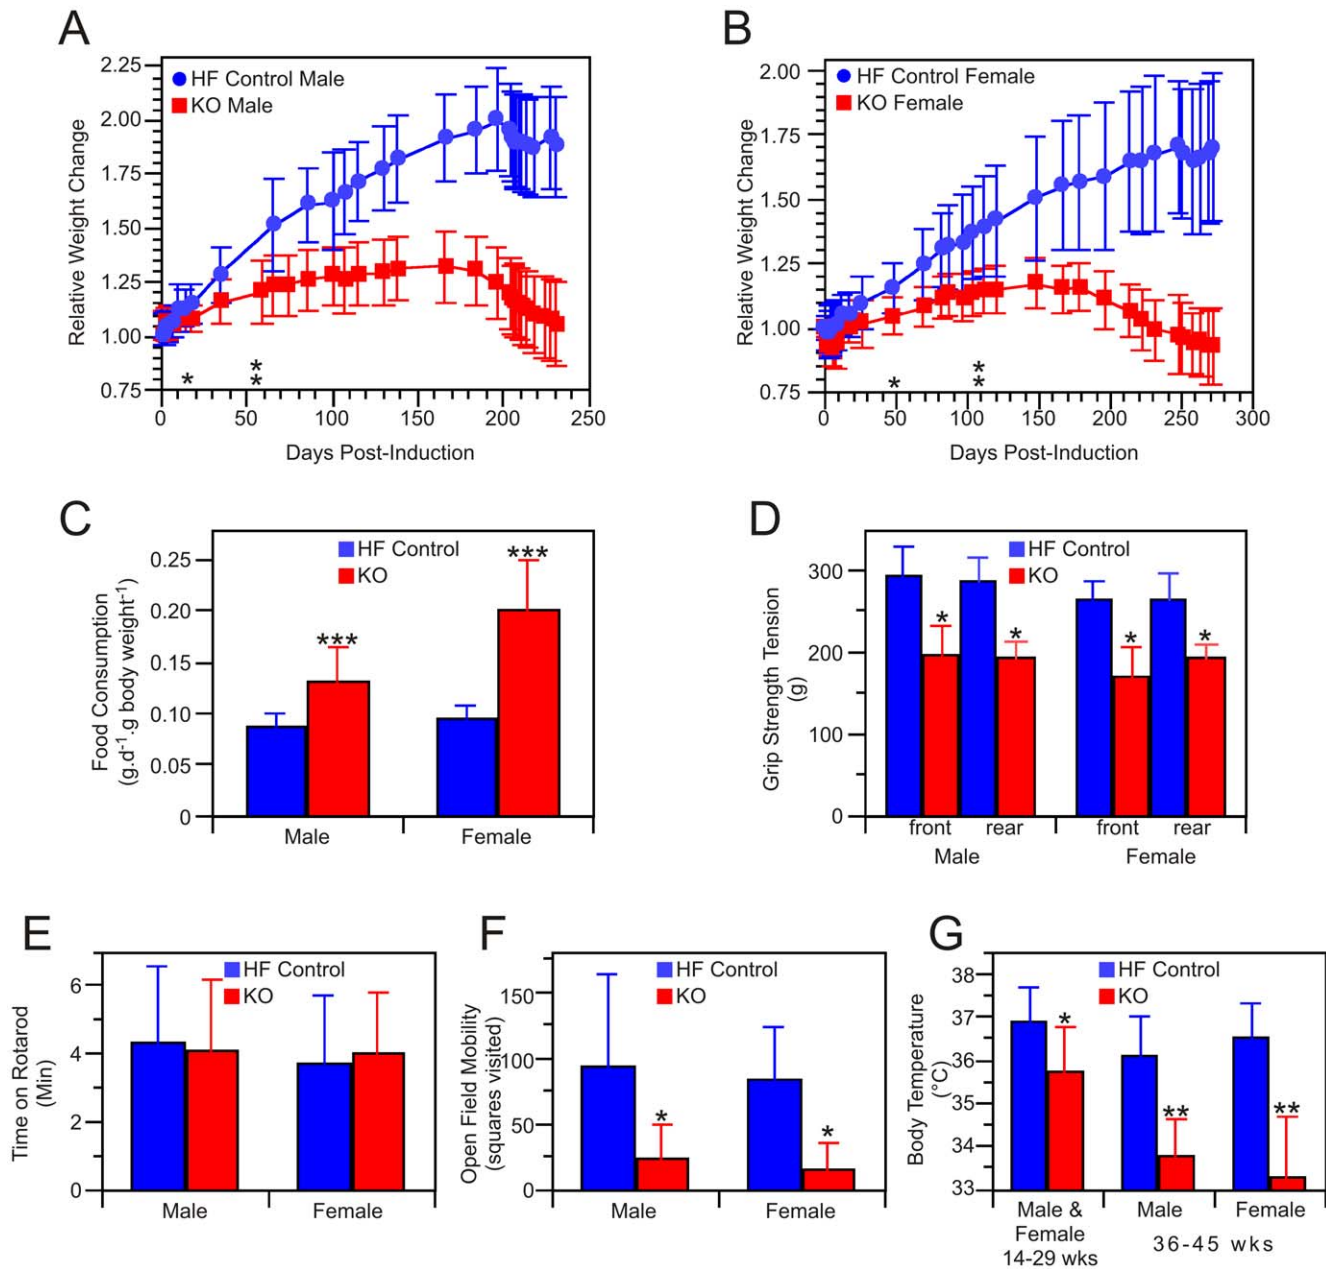 A
Relative Weight Change
2.25
2.00
1.75
1.50
1.25
1.00
0.75
HF Control Male
KO Male
*
*
*
0
50
100
150
200
250
Days Post-Induction
B
Relative Weight Change
2.00
1.75
1.50
1.25
1.00
0.75
HF Control Female
KO Female
*
*
*
0
50
100
150
200
250
300
Days Post-Induction
C
Food Consumption
(g.d⁻¹.g body weight⁻¹)
0.25
0.20
0.15
0.10
0.05
0
HF Control
KO
***
***
Male
Female
D
Grip Strength Tension
(g)
300
200
100
0
HF Control
KO
*
*
*
*
front
rear
front
rear
Male
Female
E
Time on Rotarod
(Min)
6
4
2
0
HF Control
KO
Male
Female
F
Open Field Mobility
(squares visited)
150
100
50
0
HF Control
KO
*
*
Male
Female
G
Body Temperature
(°C)
38
37
36
35
34
33
HF Control
KO
*
**
**
Male &
Female
14-29 wks
Male
Female
36-45 wks